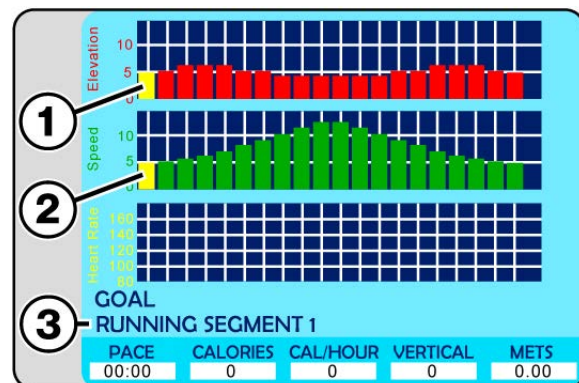 Elevation
10
5
0
1
Speed
10
5
0
2
Heart Rate
160
140
120
100
80
GOAL
3
RUNNING SEGMENT 1
PACE CALORIES CAL/HOUR VERTICAL METS
00:00 0 0 0 0.00